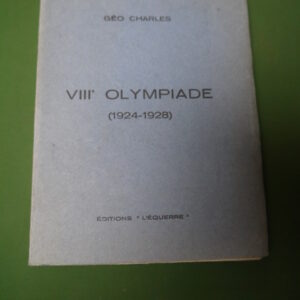 GÉO CHARLES
VIIIᵉ OLYMPIADE
(1924-1928)
ÉDITIONS "L'ÉQUERRE"